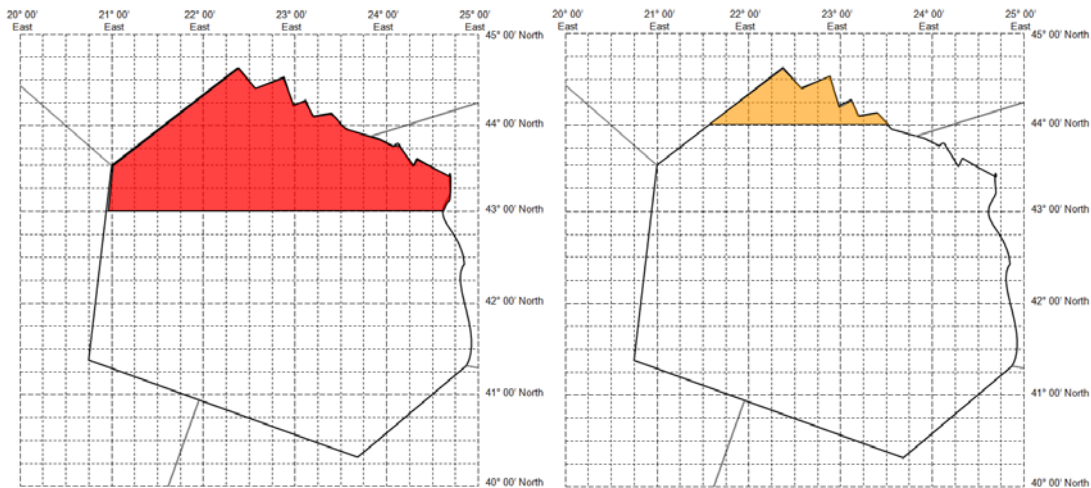 20° 00'
East
21° 00'
East
22° 00'
East
23° 00'
East
24° 00'
East
25° 00'
East
45° 00' North
44° 00' North
43° 00' North
42° 00' North
41° 00' North
40° 00' North
20° 00'
East
21° 00'
East
22° 00'
East
23° 00'
East
24° 00'
East
25° 00'
East
45° 00' North
44° 00' North
43° 00' North
42° 00' North
41° 00' North
40° 00' North